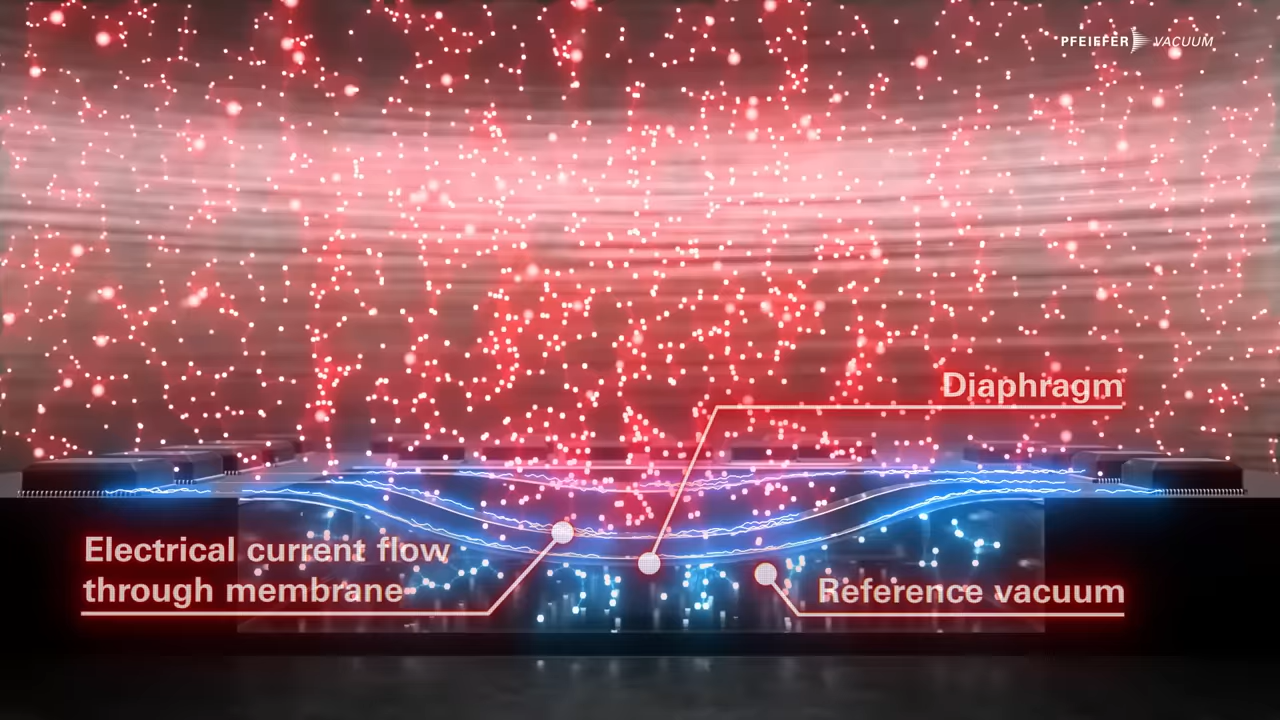 PFEIFFER VACUUM
Diaphragm
Electrical current flow
through membrane
Reference vacuum